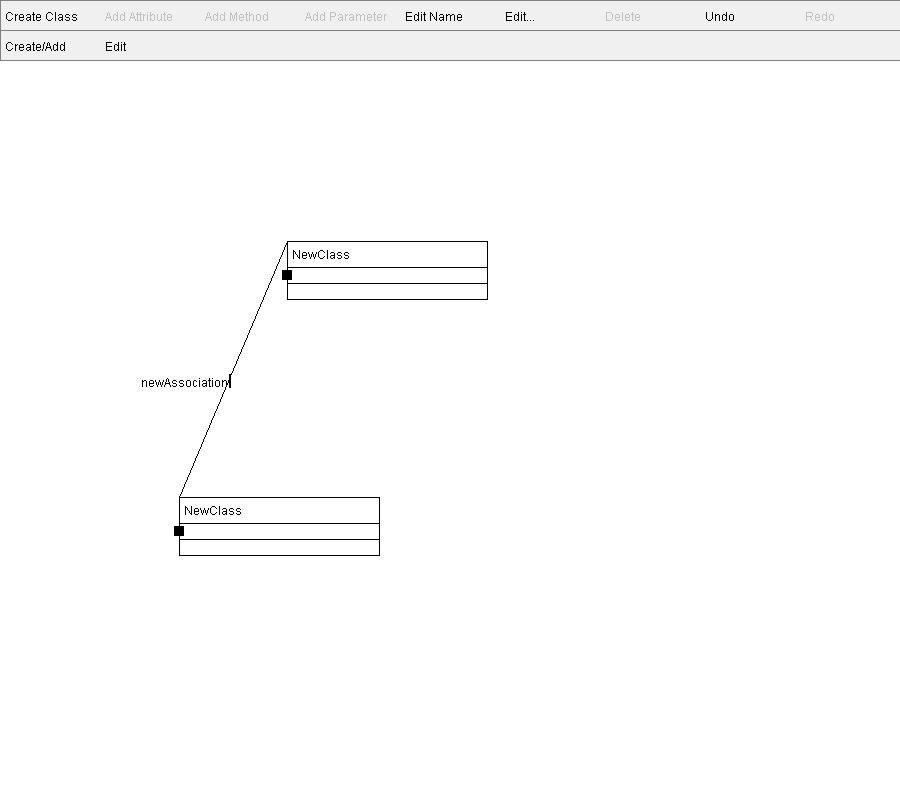 Create Class Add Attribute Add Method Add Parameter Edit Name Edit... Delete Undo Redo
Create/Add Edit
NewClass
newAssociation
NewClass